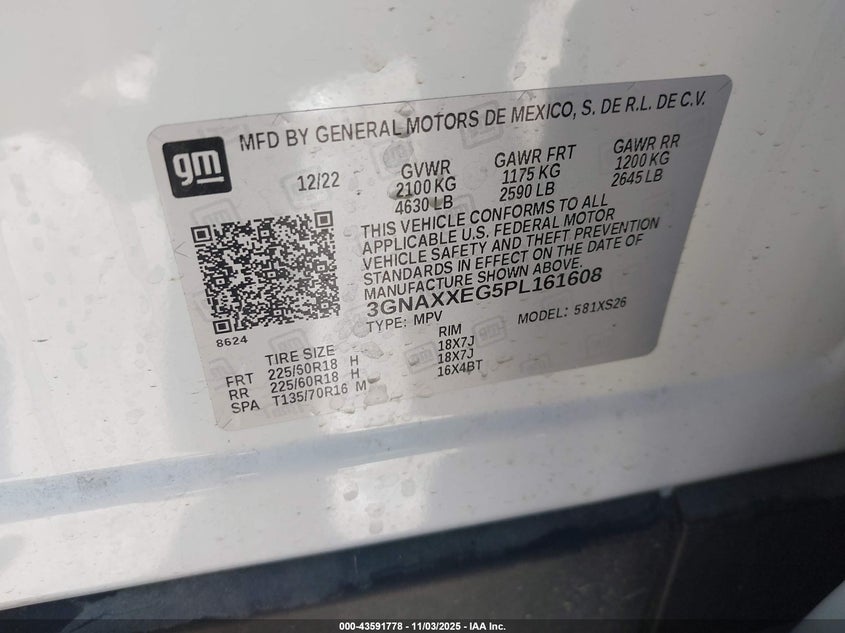 gm
MFD BY GENERAL MOTORS DE MEXICO, S. DE R.L. DE C.V.
12/22
GVWR
2100 KG
4630 LB
GAWR FRT
1175 KG
2590 LB
GAWR RR
1200 KG
2645 LB
THIS VEHICLE CONFORMS TO ALL
APPLICABLE U.S. FEDERAL MOTOR
VEHICLE SAFETY AND THEFT PREVENTION
STANDARDS IN EFFECT ON THE DATE OF
MANUFACTURE SHOWN ABOVE.
3GNAXXEG5PL161608
TYPE: MPV
MODEL: 581XS26
8624
TIRE SIZE RIM
FRT 225/50R18 H 18X7J
RR 225/60R18 H 18X7J
SPA T135/70R16 M 16X4BT
000-43591778 - 11/03/2025 - IAA Inc.